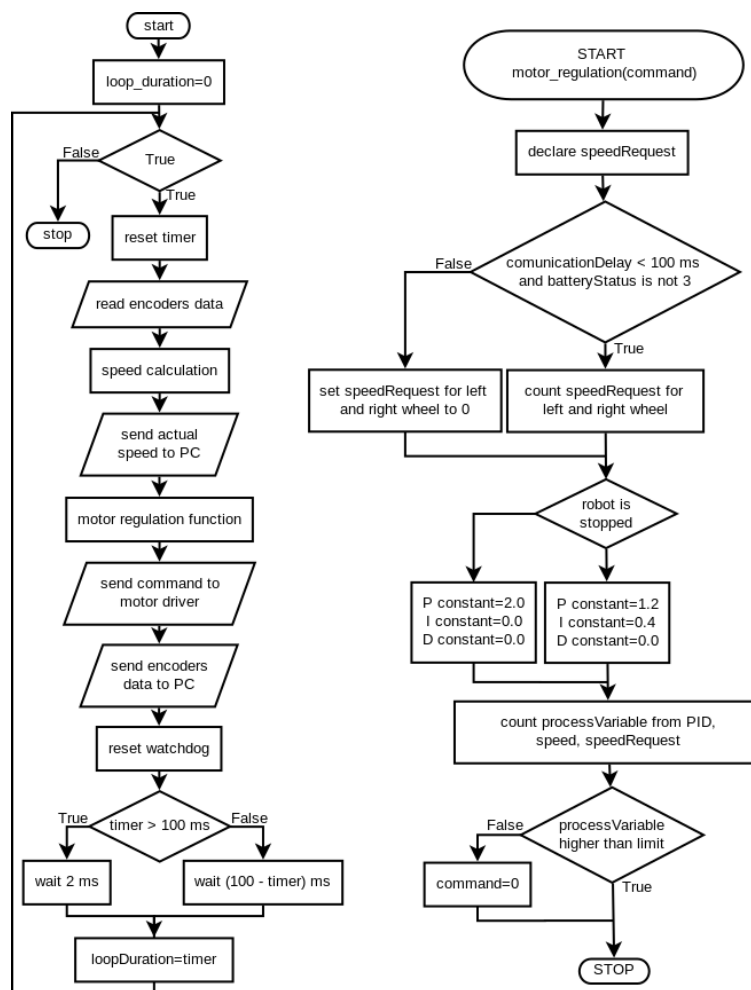 start
loop_duration=0
True
False
True
stop
reset timer
read encoders data
speed calculation
send actual
speed to PC
motor regulation function
send command to
motor driver
send encoders
data to PC
reset watchdog
True
timer > 100 ms
False
wait 2 ms
wait (100 - timer) ms
loopDuration=timer
START
motor_regulation(command)
declare speedRequest
comunicationDelay < 100 ms
and batteryStatus is not 3
False
True
set speedRequest for left
and right wheel to 0
count speedRequest for
left and right wheel
robot is
stopped
P constant=2.0
I constant=0.0
D constant=0.0
P constant=1.2
I constant=0.4
D constant=0.0
count processVariable from PID,
speed, speedRequest
False
processVariable
higher than limit
True
command=0
STOP